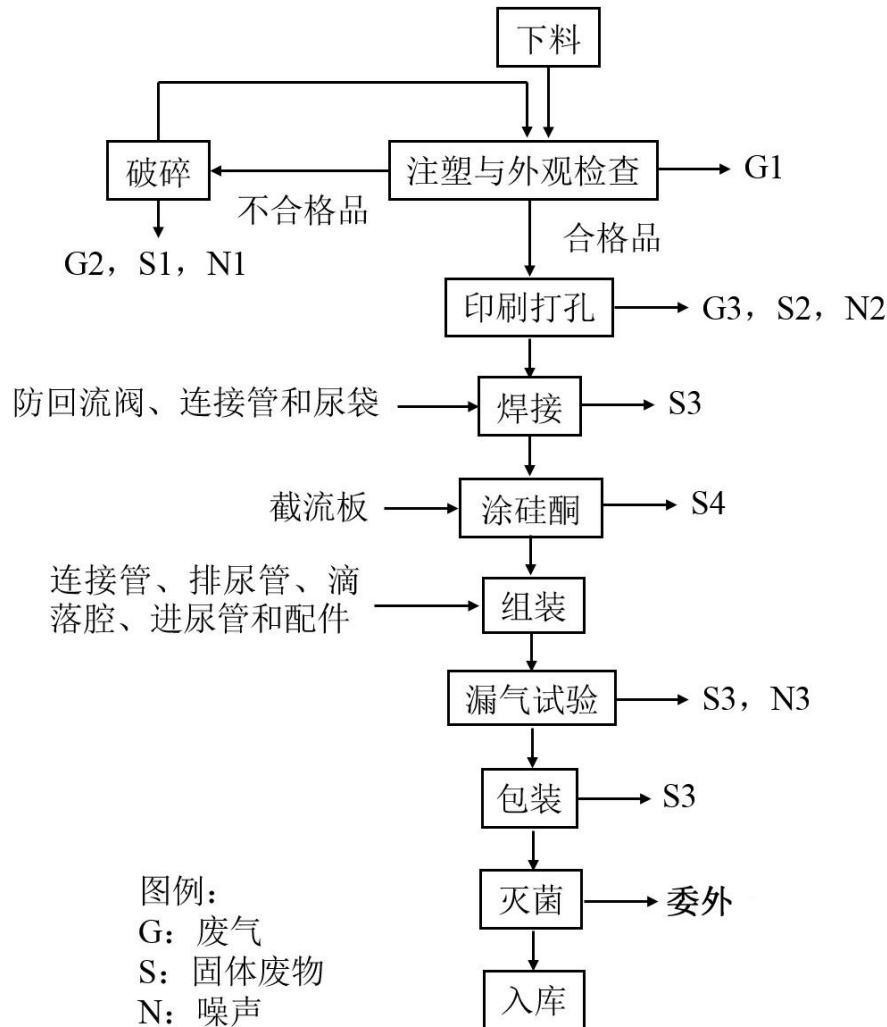 下料
破碎
注塑与外观检查
G1
不合格品
合格品
G2，S1，N1
印刷打孔
G3，S2，N2
防回流阀、连接管和尿袋
焊接
S3
截流板
涂硅酮
S4
连接管、排尿管、滴
落腔、进尿管和配件
组装
漏气试验
S3，N3
包装
S3
灭菌
委外
入库
图例：
G：废气
S：固体废物
N：噪声